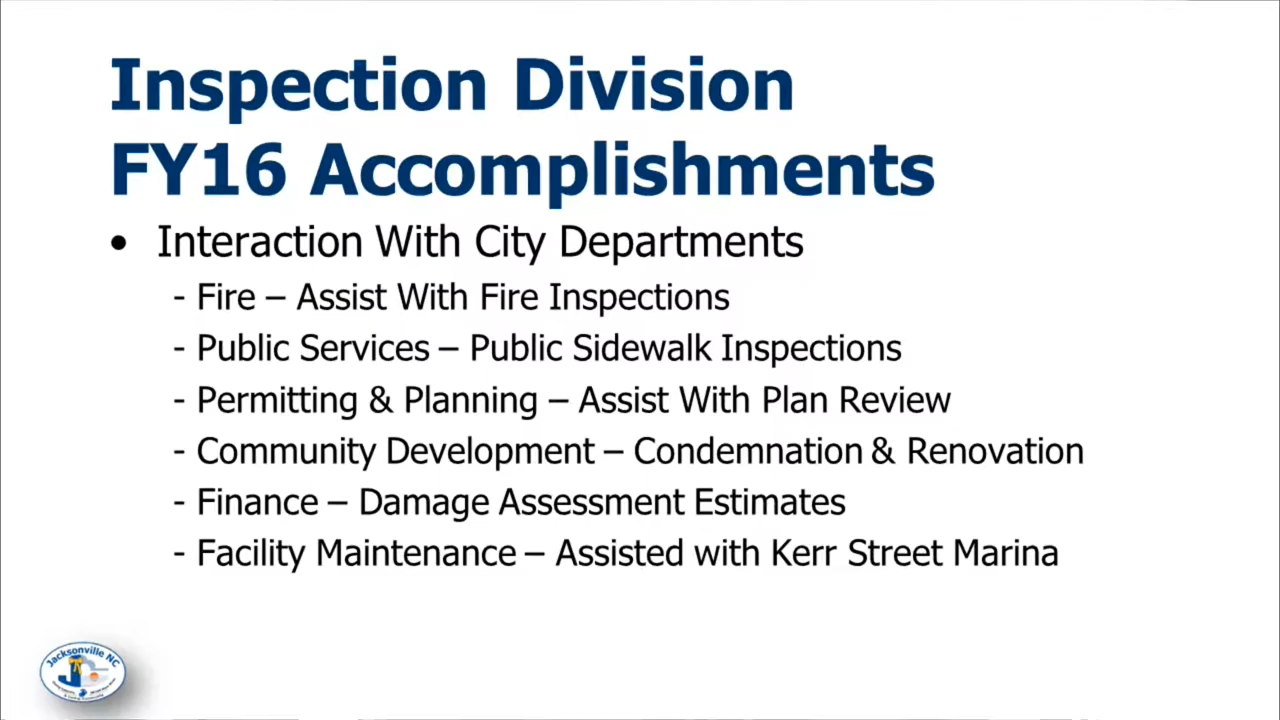 Inspection Division
FY16 Accomplishments
• Interaction With City Departments
- Fire – Assist With Fire Inspections
- Public Services – Public Sidewalk Inspections
- Permitting & Planning – Assist With Plan Review
- Community Development – Condemnation & Renovation
- Finance – Damage Assessment Estimates
- Facility Maintenance – Assisted with Kerr Street Marina
Jacksonville NC